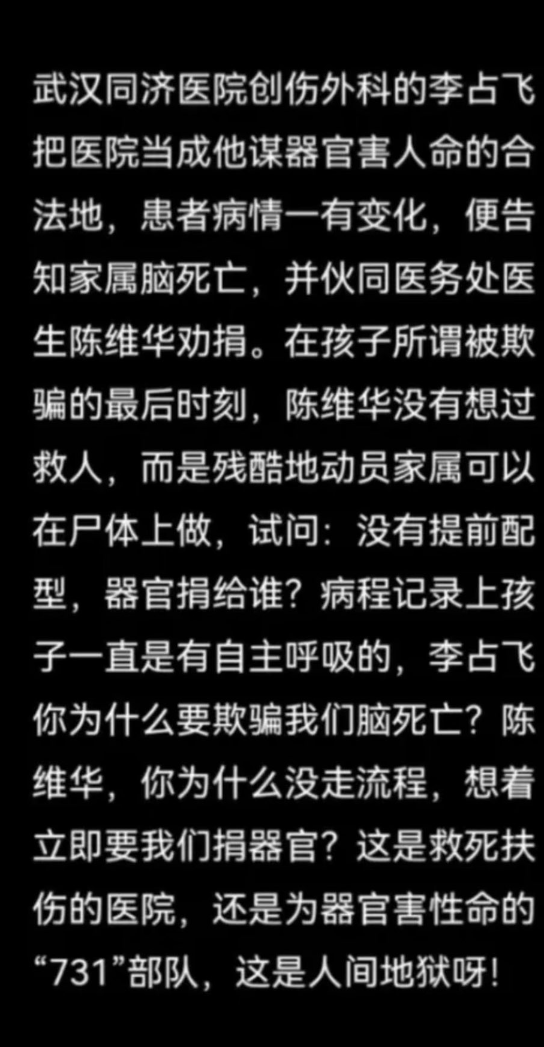 武汉同济医院创伤外科的李占飞
把医院当成他谋器官害人命的合
法地，患者病情一有变化，便告
知家属脑死亡，并伙同医务处医
生陈维华劝捐。在孩子所谓被欺
骗的最后时刻，陈维华没有想过
救人，而是残酷地动员家属可以
在尸体上做，试问：没有提前配
型，器官捐给谁？病程记录上孩
子一直是有自主呼吸的，李占飞
你为什么要欺骗我们脑死亡？陈
维华，你为什么没走流程，想着
立即要我们捐器官？这是救死扶
伤的医院，还是为器官害性命的
“731”部队，这是人间地狱呀！